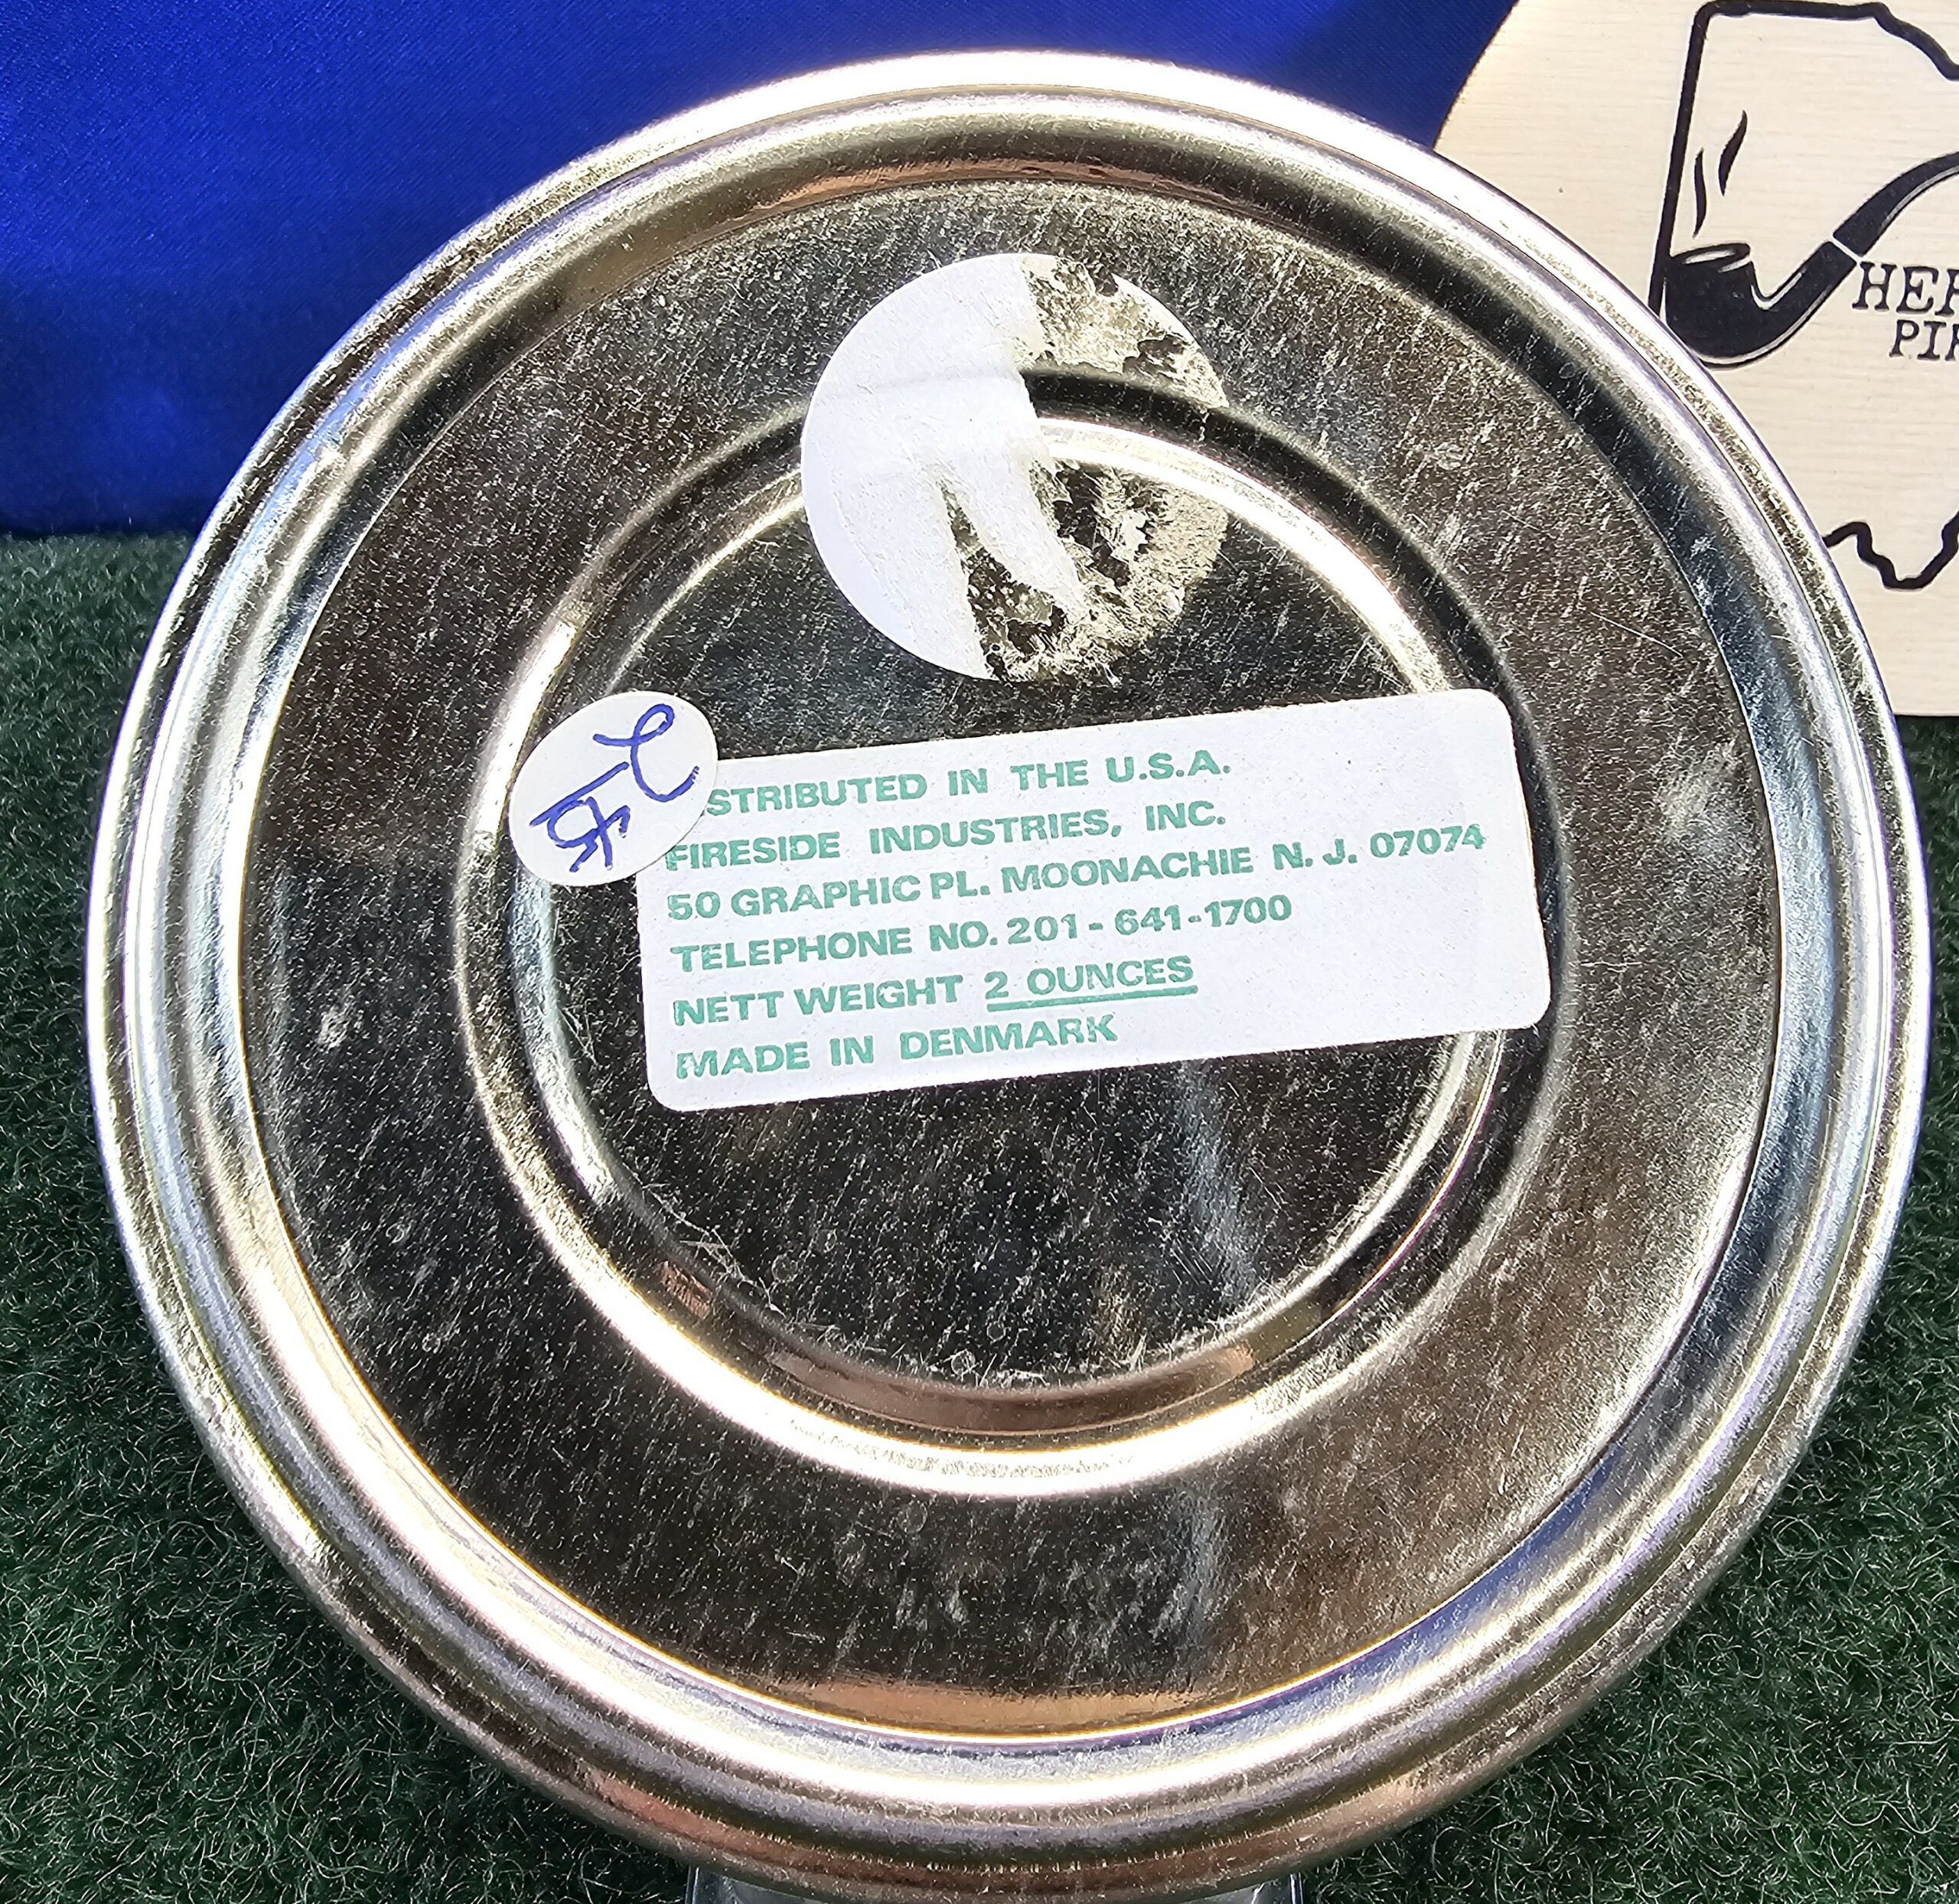 STRIBUTED IN THE U.S.A.
FIRESIDE INDUSTRIES, INC.
50 GRAPHIC PL. MOONACHIE N. J. 07074
TELEPHONE NO. 201-641-1700
NETT WEIGHT 2 OUNCES
MADE IN DENMARK